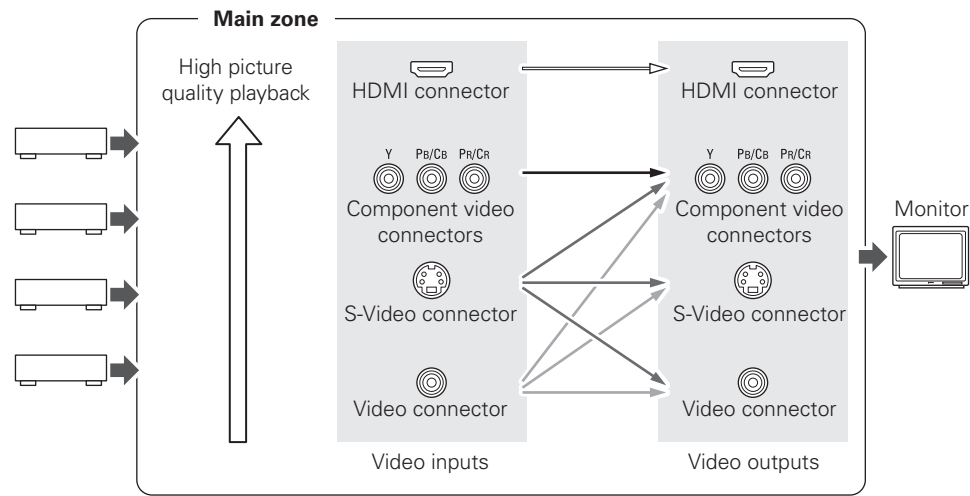 Main zone
High picture
quality playback
HDMI connector
HDMI connector
Y PB/CB PR/CR
Y PB/CB PR/CR
Component video
connectors
Component video
connectors
Monitor
S-Video connector
S-Video connector
Video connector
Video connector
Video inputs
Video outputs